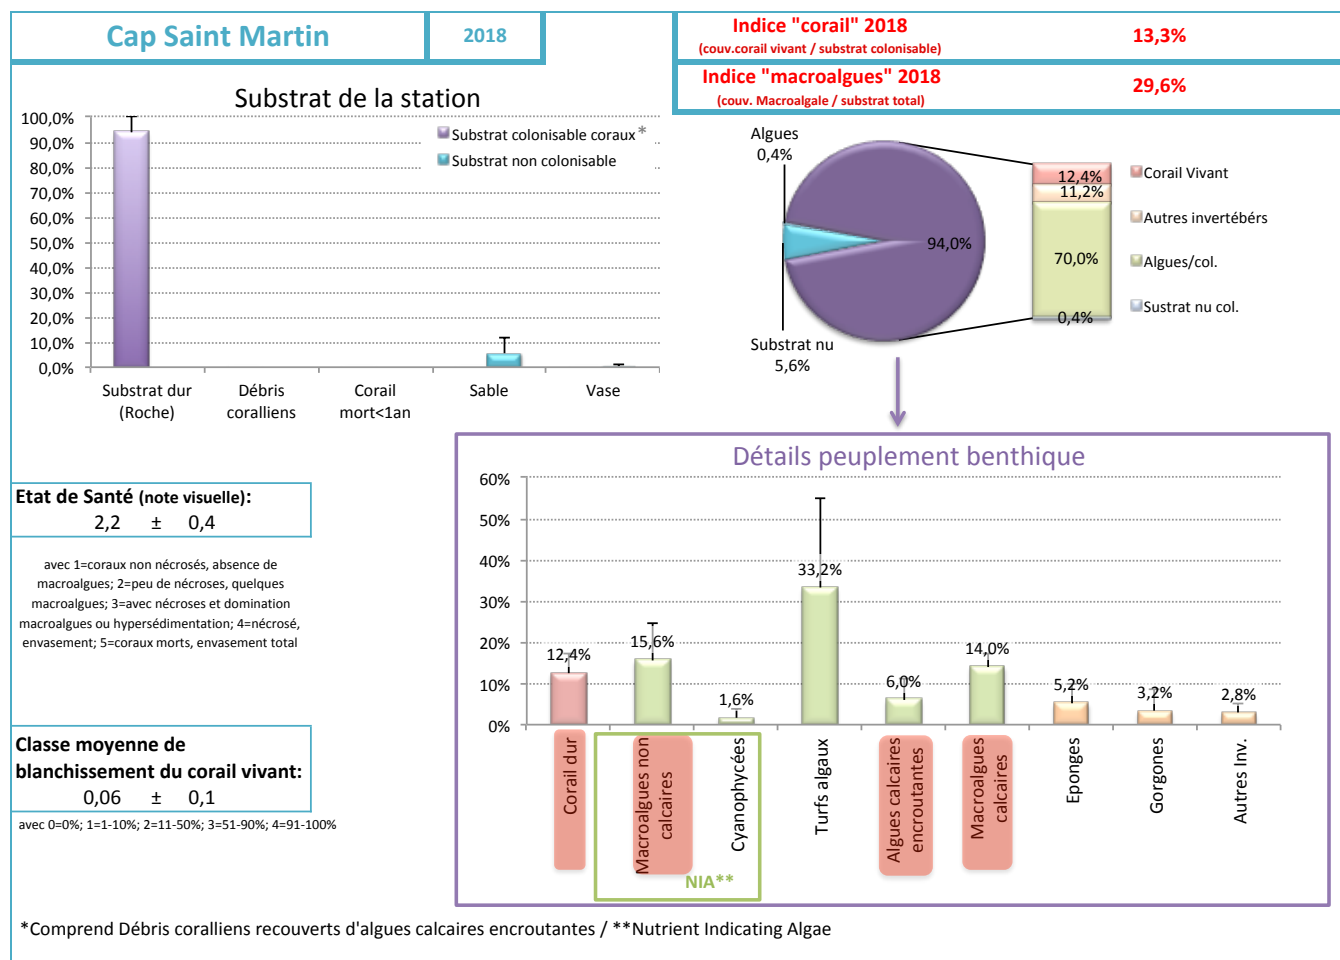 Cap Saint Martin
2018
Indice "corail" 2018
(couv.corail vivant / substrat colonisable)
13,3%
Indice "macroalgues" 2018
(couv. Macroalgale / substrat total)
29,6%
Substrat de la station
100,0%
90,0%
80,0%
70,0%
60,0%
50,0%
40,0%
30,0%
20,0%
10,0%
0,0%
Substrat colonisable coraux*
Substrat non colonisable
Substrat dur
(Roche)
Débris
coralliens
Corail
mort<1an
Sable
Vase
Algues
0,4%
94,0%
Substrat nu
5,6%
12,4%
11,2%
70,0%
0,4%
Corail Vivant
Autres invertébérs
Algues/col.
Sustrat nu col.
Etat de Santé (note visuelle):
2,2 ± 0,4
avec 1=coraux non nécrosés, absence de
macroalgues; 2=peu de nécroses, quelques
macroalgues; 3=avec nécroses et domination
macroalgues ou hypersédimentation; 4=nécrosé,
envasement; 5=coraux morts, envasement total
Classe moyenne de
blanchissement du corail vivant:
0,06 ± 0,1
avec 0=0%; 1=1-10%; 2=11-50%; 3=51-90%; 4=91-100%
Détails peuplement benthique
60%
50%
40%
30%
20%
10%
0%
12,4%
15,6%
1,6%
33,2%
6,0%
14,0%
5,2%
3,2%
2,8%
Corail dur
Macroalgues non
calcaires
Cyanophycées
Turfs algaux
Algues calcaires
encroutantes
Macroalgues
calcaires
Eponges
Gorgones
Autres Inv.
NIA**
*Comprend Débris coralliens recouverts d'algues calcaires encroutantes / **Nutrient Indicating Algae